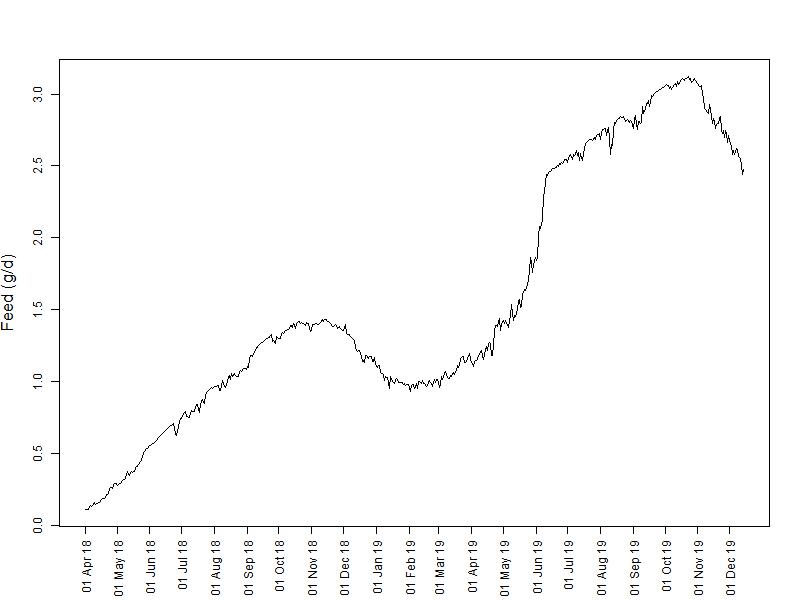 Feed (g/d)
3.0
2.5
2.0
1.5
1.0
0.5
0.0
01 Apr 18
01 May 18
01 Jun 18
01 Jul 18
01 Aug 18
01 Sep 18
01 Oct 18
01 Nov 18
01 Dec 18
01 Jan 19
01 Feb 19
01 Mar 19
01 Apr 19
01 May 19
01 Jun 19
01 Jul 19
01 Aug 19
01 Sep 19
01 Oct 19
01 Nov 19
01 Dec 19